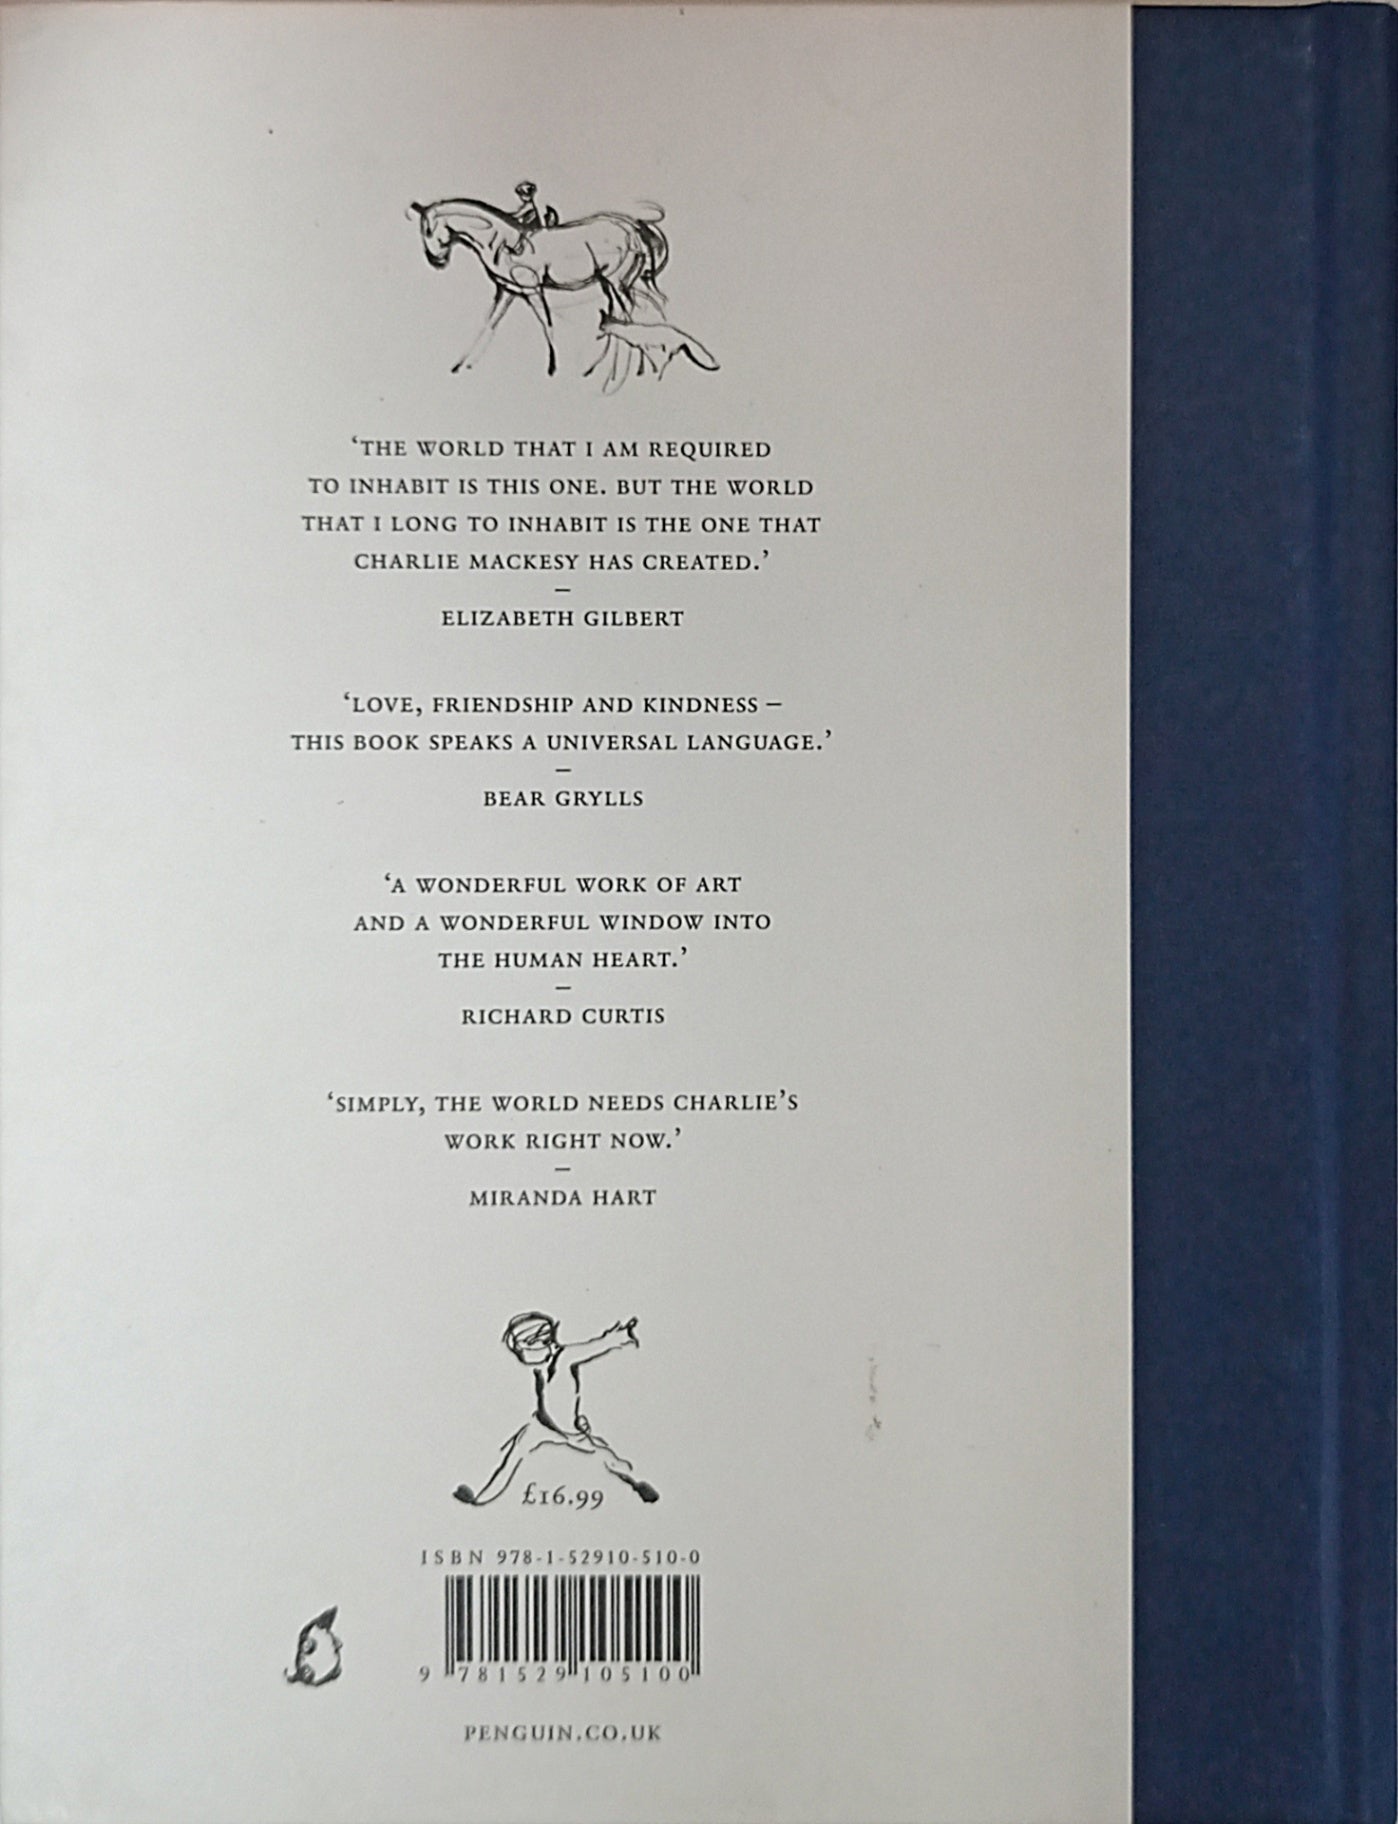 ‘THE WORLD THAT I AM REQUIRED
TO INHABIT IS THIS ONE. BUT THE WORLD
THAT I LONG TO INHABIT IS THE ONE THAT
CHARLIE MACKESY HAS CREATED.’
–
ELIZABETH GILBERT
‘LOVE, FRIENDSHIP AND KINDNESS –
THIS BOOK SPEAKS A UNIVERSAL LANGUAGE.’
–
BEAR GRYLLS
‘A WONDERFUL WORK OF ART
AND A WONDERFUL WINDOW INTO
THE HUMAN HEART.’
–
RICHARD CURTIS
‘SIMPLY, THE WORLD NEEDS CHARLIE’S
WORK RIGHT NOW.’
–
MIRANDA HART
£16.99
ISBN 978-1-52910-510-0
9 781529 105100
PENGUIN.CO.UK